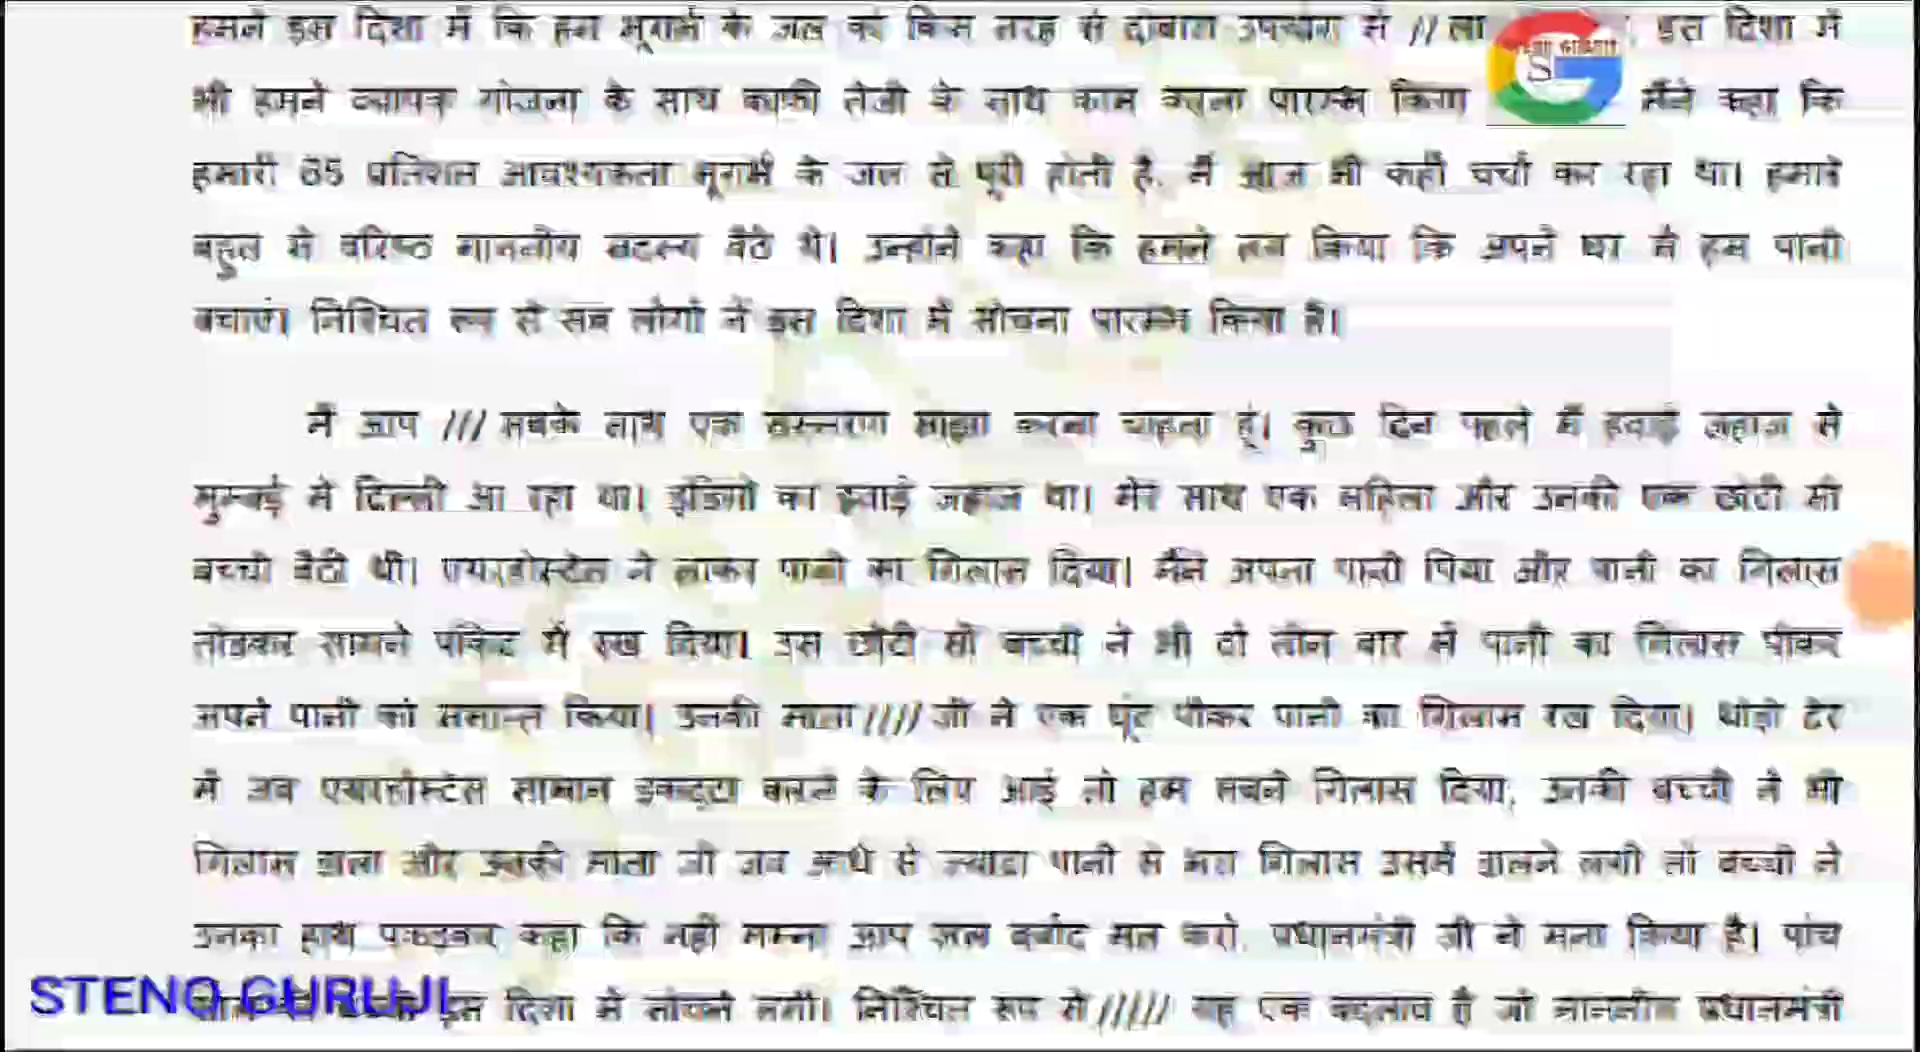 हमने इस दिशा में कि हम भूगर्भ के जल को किस तरह से दोबारा उपयोग में // ला इस दिशा में
भी हमने व्यापक योजना के साथ काफी तेजी के साथ काम करना प्रारम्भ किया मैंने कहा कि
हमारी 65 प्रतिशत आवश्यकता भूगर्भ के जल से पूरी होती है, मैं आज भी कहीं चर्चा कर रहा था। हमारे
बहुत से वरिष्ठ माननीय सदस्य बैठे थे। उन्होंने कहा कि हमने तय किया कि अपने घर में हम पानी
बचाएं। निश्चित रूप से सब लोगों ने इस दिशा में सोचना प्रारम्भ किया है।
मैं आप /// सबके साथ एक संस्मरण साझा करना चाहता हूं। कुछ दिन पहले मैं हवाई जहाज से
मुम्बई से दिल्ली आ रहा था। इंडिगो का हवाई जहाज था। मेरे साथ एक महिला और उनकी एक छोटी सी
बच्ची बैठी थी। एयरहोस्टेस ने लाकर पानी का गिलास दिया। मैंने अपना पानी पिया और पानी का गिलास
तोड़कर सामने पॉकेट में रख दिया। उस छोटी सी बच्ची ने भी दो तीन बार में पानी का गिलास पीकर
अपने पानी को समाप्त किया। उनकी माता //// जी ने एक घूंट पीकर पानी का गिलास रख दिया। थोड़ी देर
में जब एयरहोस्टेस सामान इकट्ठा करने के लिए आई तो हम सबने गिलास दिया, उनकी बच्ची ने भी
गिलास डाला और उनकी माता जी जब आधे से ज्यादा पानी से भरा गिलास उसमें डालने लगी तो बच्ची ने
उनका हाथ पकड़कर कहा कि नहीं मम्मा आप जल बर्बाद मत करो, प्रधानमंत्री जी ने मना किया है। पांच
इस दिशा में सोचने लगी। निश्चित रूप से ///// यह एक बदलाव है जो माननीय प्रधानमंत्री
STENO GURUJI